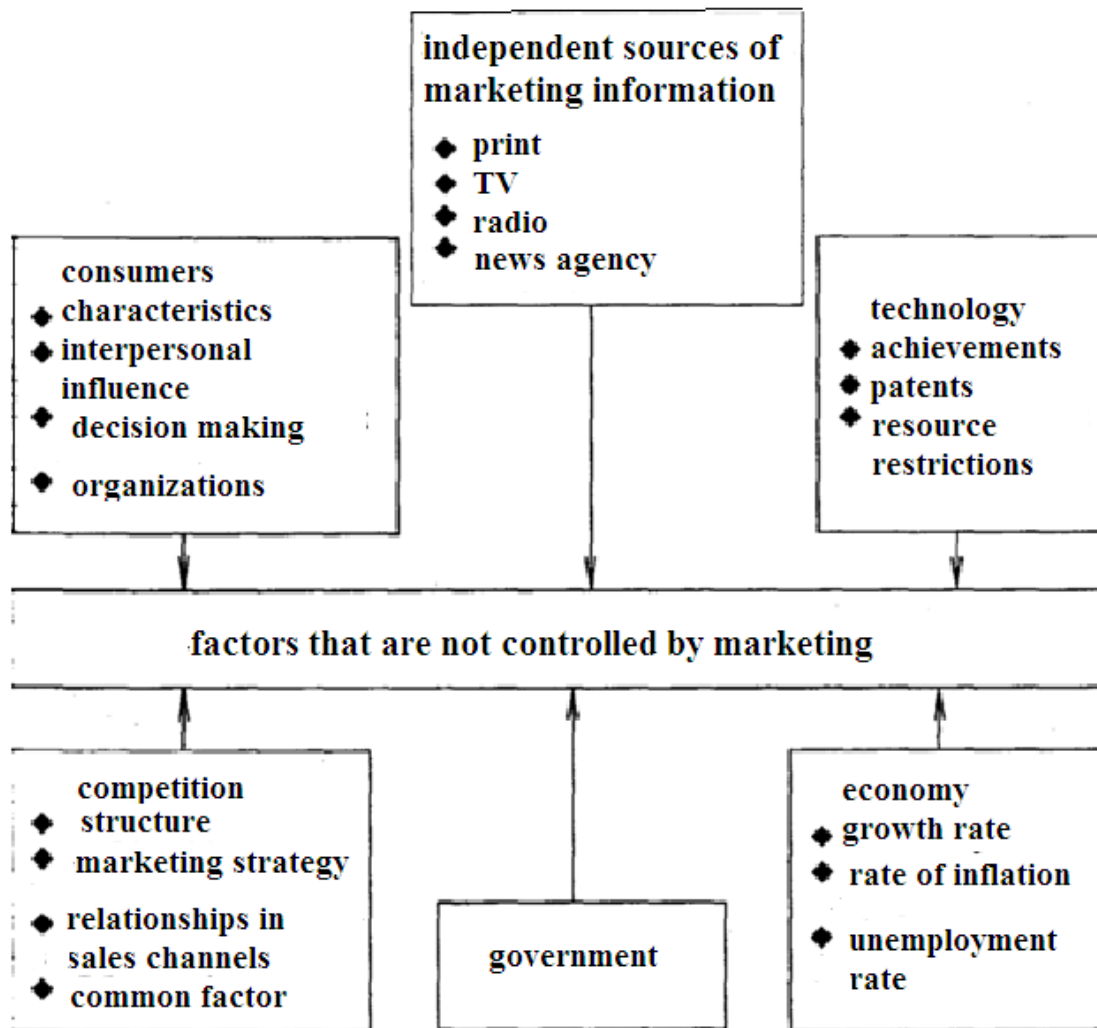 independent sources of
marketing information
print
TV
radio
news agency
consumers
characteristics
interpersonal
influence
decision making
organizations
technology
achievements
patents
resource
restrictions
factors that are not controlled by marketing
competition
structure
marketing strategy
relationships in
sales channels
common factor
government
economy
growth rate
rate of inflation
unemployment
rate